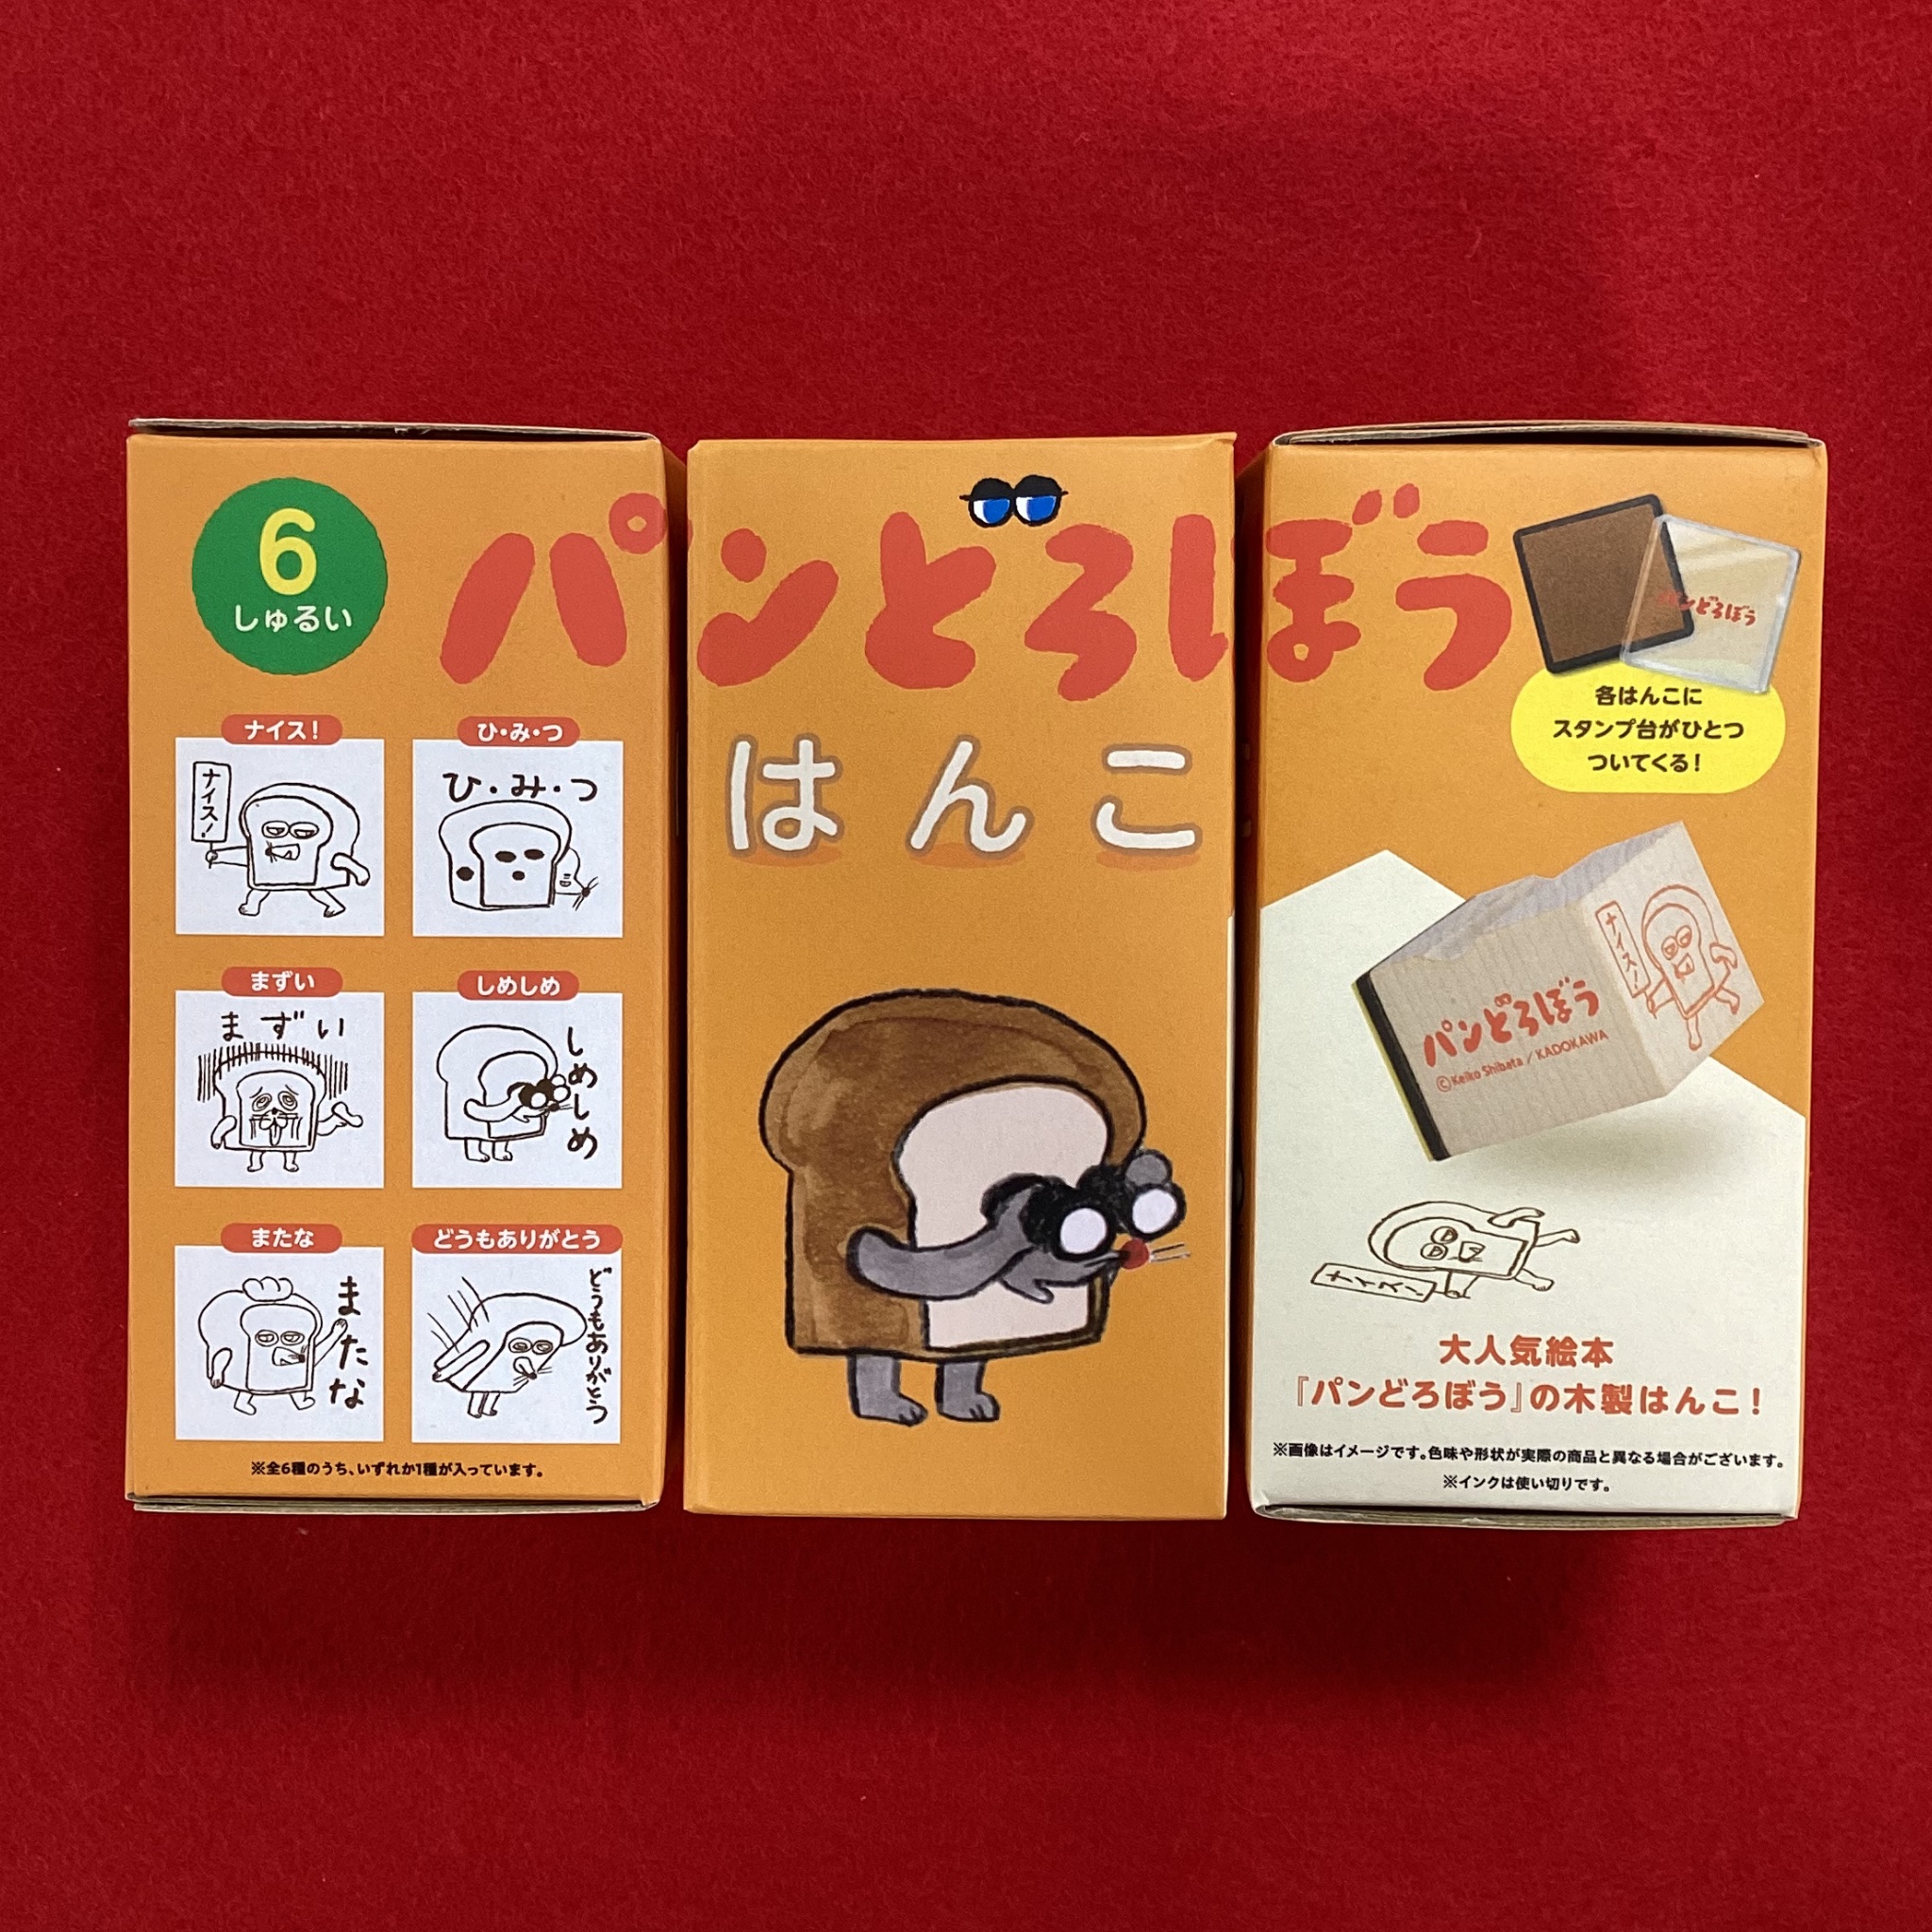 6
しゅるい
パンどろぼう
はんこ
ナイス!
ナイス!
ひ・み・つ
ひ・み・つ
まずい
まずい
しめしめ
しめしめ
またな
またな
どうもありがとう
どうもありがとう
※全6種のうち、いずれか1種が入っています。
パンどろぼう
各はんこに
スタンプ台がひとつ
ついてくる!
ナイス!
パンどろぼう
©Keiko Shibata / KADOKAWA
ナイス!
大人気絵本
『パンどろぼう』の木製はんこ!
※画像はイメージです。色味や形状が実際の商品と異なる場合がございます。
※インクは使い切りです。